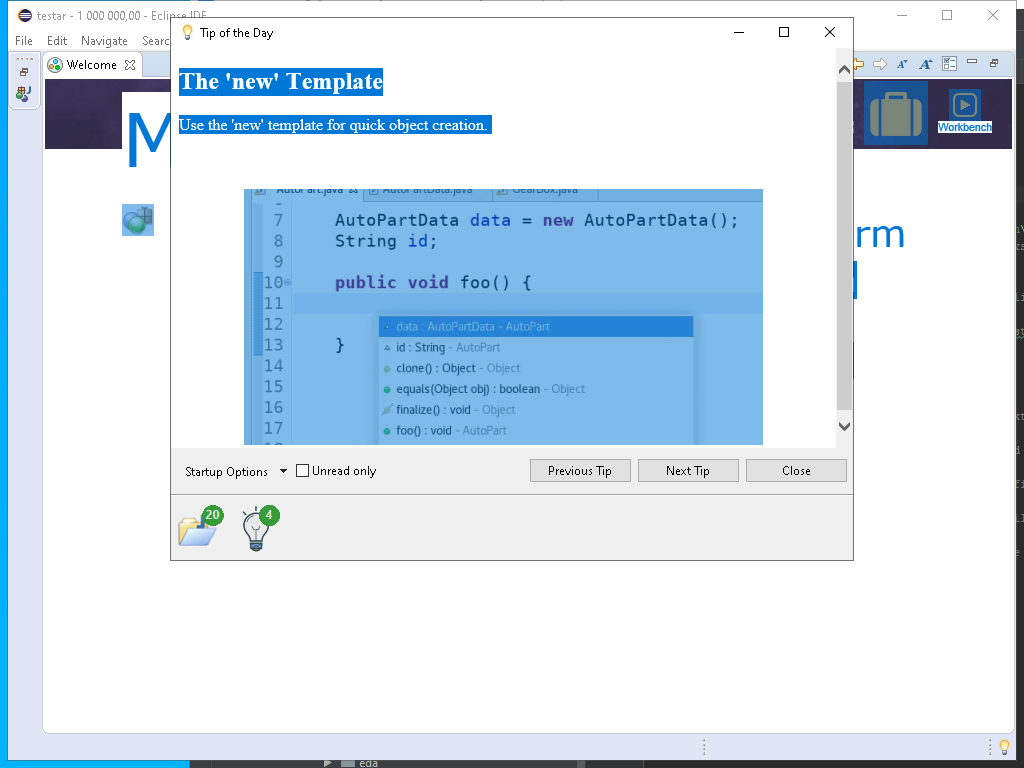 testar - 1 000 000,00 - Eclipse IDE
File Edit Navigate Searc
Tip of the Day
Welcome
The 'new' Template
Use the 'new' template for quick object creation.
M
Workbench
rm
AutoPart.java AutoPartData.java GearBox.java
7 AutoPartData data = new AutoPartData();
8 String id;
9
10 public void foo() {
11
12 data : AutoPartData - AutoPart
13 } id : String - AutoPart
14 clone() : Object - Object
15 equals(Object obj) : boolean - Object
16 finalize() : void - Object
17 foo() : void - AutoPart
Startup Options Unread only Previous Tip Next Tip Close
20 4
eda